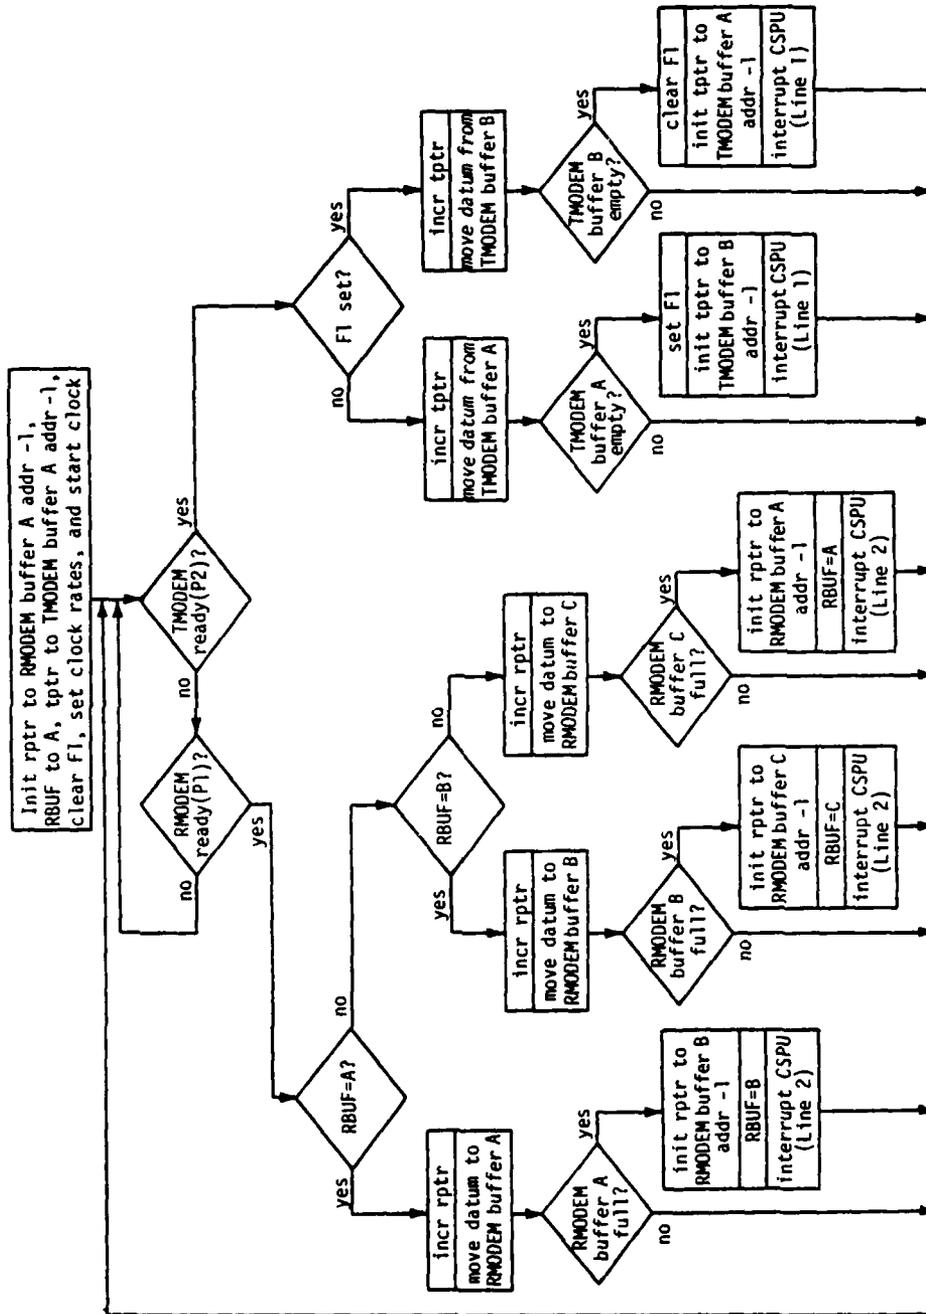 Init rptr to RMODEM buffer A addr -1,
RBUF to A, tptr to TMODEM buffer A addr -1,
clear F1, set clock rates, and start clock
TMODEM
ready(P2)?
yes
no
RMODEM
ready(P1)?
no
yes
F1 set?
no
yes
incr tptr
move datum from
TMODEM buffer A
TMODEM
buffer A
empty?
yes
no
set F1
init tptr to
TMODEM buffer B
addr -1
interrupt CSPU
(Line 1)
incr tptr
move datum from
TMODEM buffer B
TMODEM
buffer B
empty?
yes
no
clear F1
init tptr to
TMODEM buffer A
addr -1
interrupt CSPU
(Line 1)
RBUF=A?
yes
no
incr rptr
move datum to
RMODEM buffer A
RMODEM
buffer A
full?
yes
no
init rptr to
RMODEM buffer B
addr -1
RBUF=B
interrupt CSPU
(Line 2)
RBUF=B?
yes
no
incr rptr
move datum to
RMODEM buffer B
RMODEM
buffer B
full?
yes
no
init rptr to
RMODEM buffer C
addr -1
RBUF=C
interrupt CSPU
(Line 2)
incr rptr
move datum to
RMODEM buffer C
RMODEM
buffer C
full?
yes
no
init rptr to
RMODEM buffer A
addr -1
RBUF=A
interrupt CSPU
(Line 2)